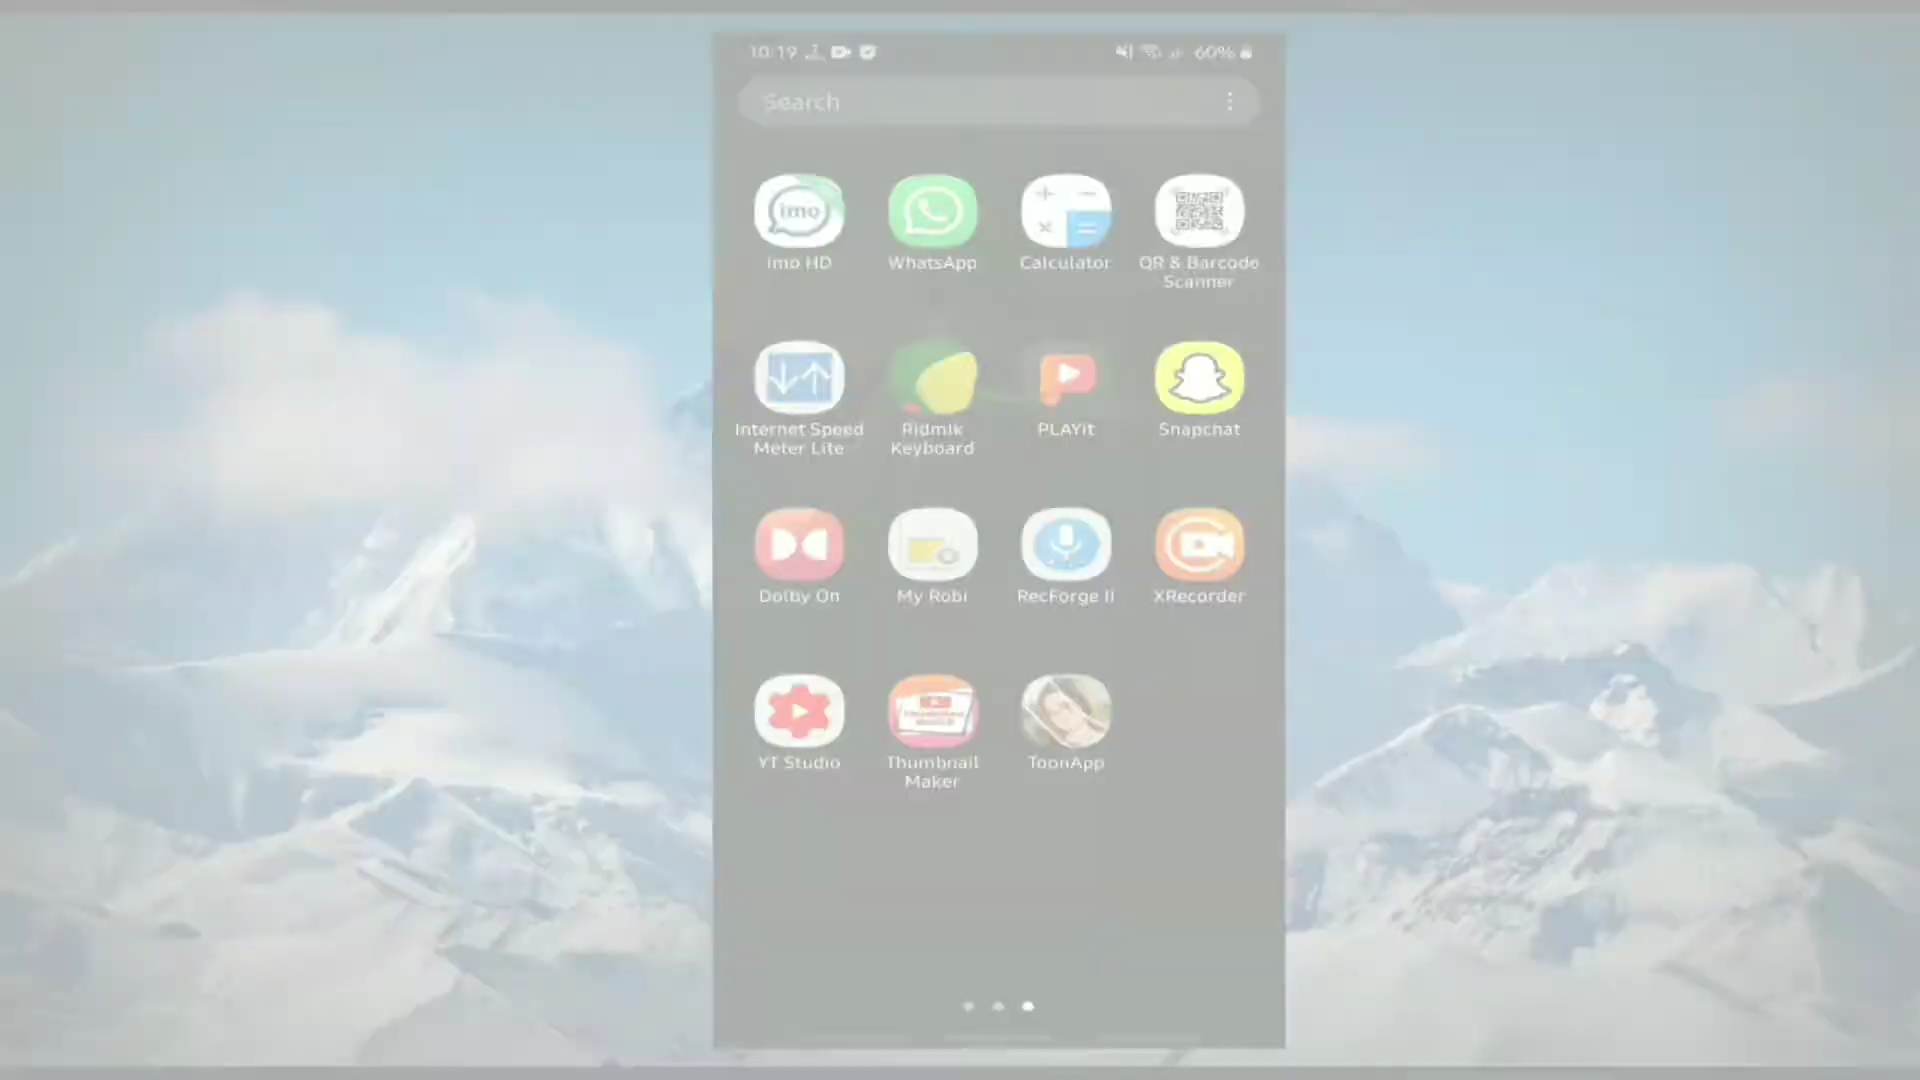 10:19
60%
Search
imo
imo HD
WhatsApp
Calculator
QR & Barcode
Scanner
Internet Speed
Meter Lite
Ridmik
Keyboard
PLAYit
Snapchat
Dolby On
My Robi
RecForge II
XRecorder
YT Studio
Thumbnail
Maker
ToonApp